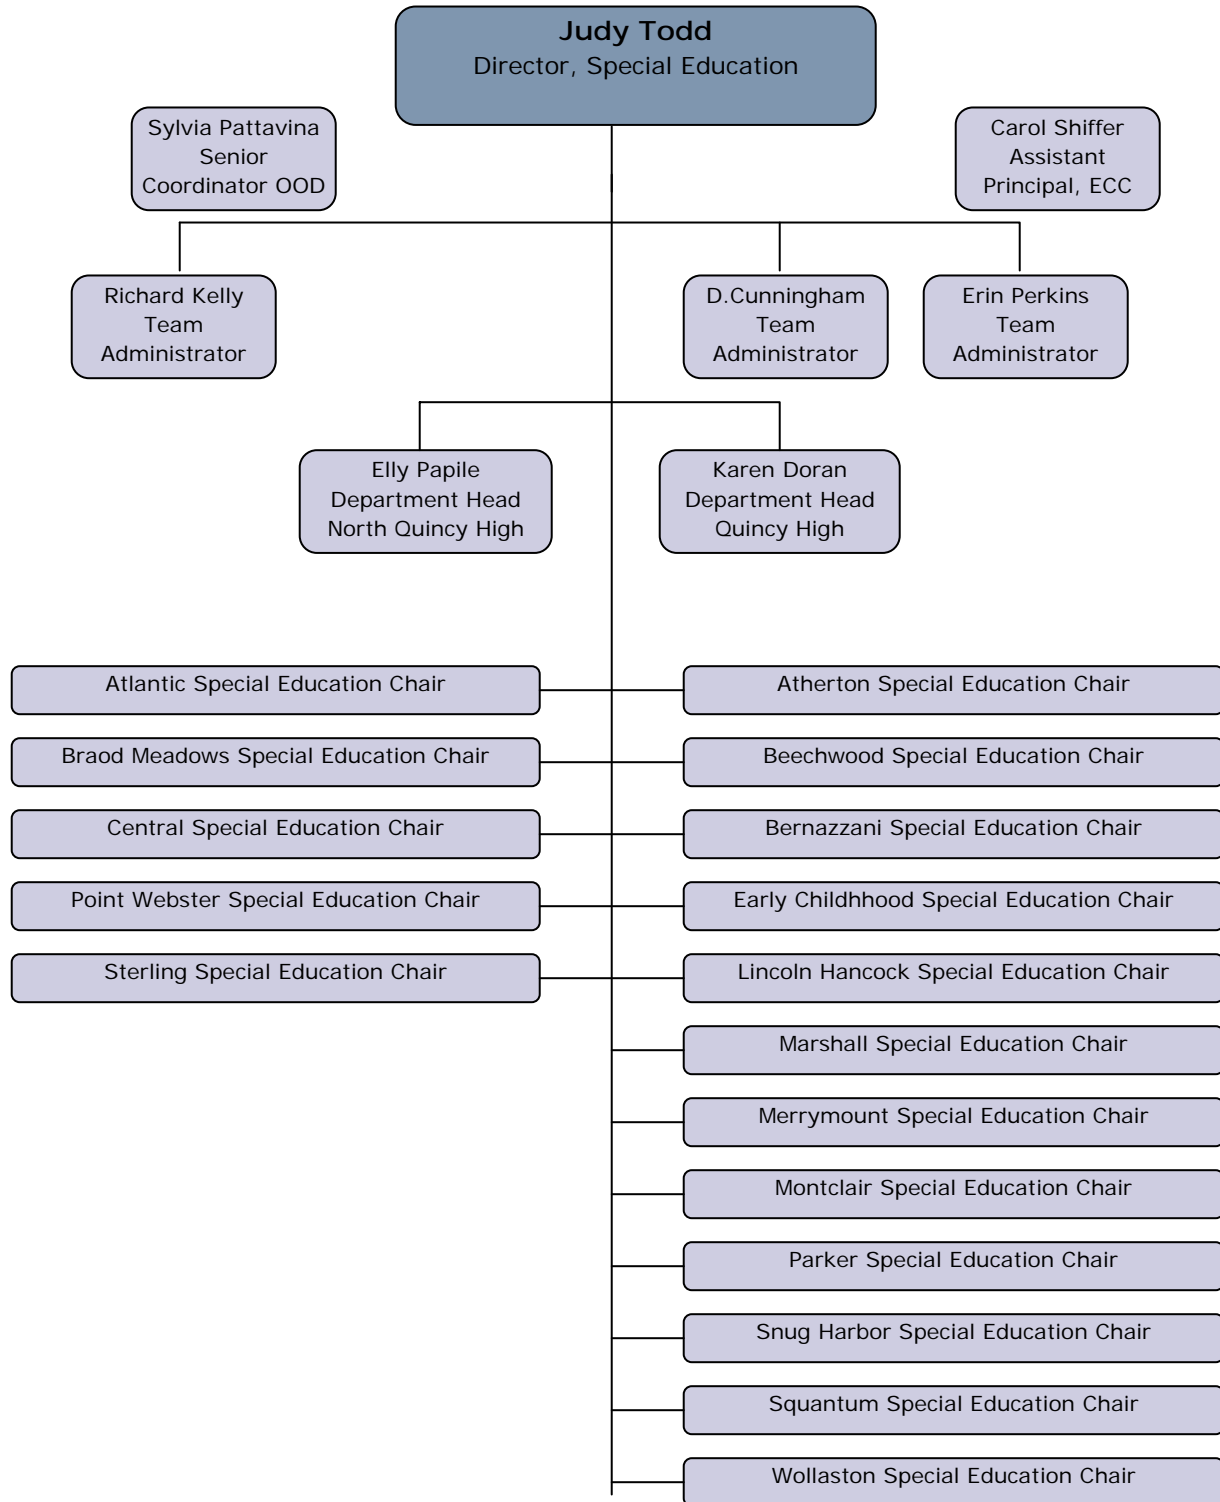 Judy Todd
Director, Special Education
Sylvia Pattavina
Senior
Coordinator OOD
Carol Shiffer
Assistant
Principal, ECC
Richard Kelly
Team
Administrator
D.Cunningham
Team
Administrator
Erin Perkins
Team
Administrator
Elly Papile
Department Head
North Quincy High
Karen Doran
Department Head
Quincy High
Atlantic Special Education Chair
Atherton Special Education Chair
Braod Meadows Special Education Chair
Beechwood Special Education Chair
Central Special Education Chair
Bernazzani Special Education Chair
Point Webster Special Education Chair
Early Childhhood Special Education Chair
Sterling Special Education Chair
Lincoln Hancock Special Education Chair
Marshall Special Education Chair
Merrymount Special Education Chair
Montclair Special Education Chair
Parker Special Education Chair
Snug Harbor Special Education Chair
Squantum Special Education Chair
Wollaston Special Education Chair